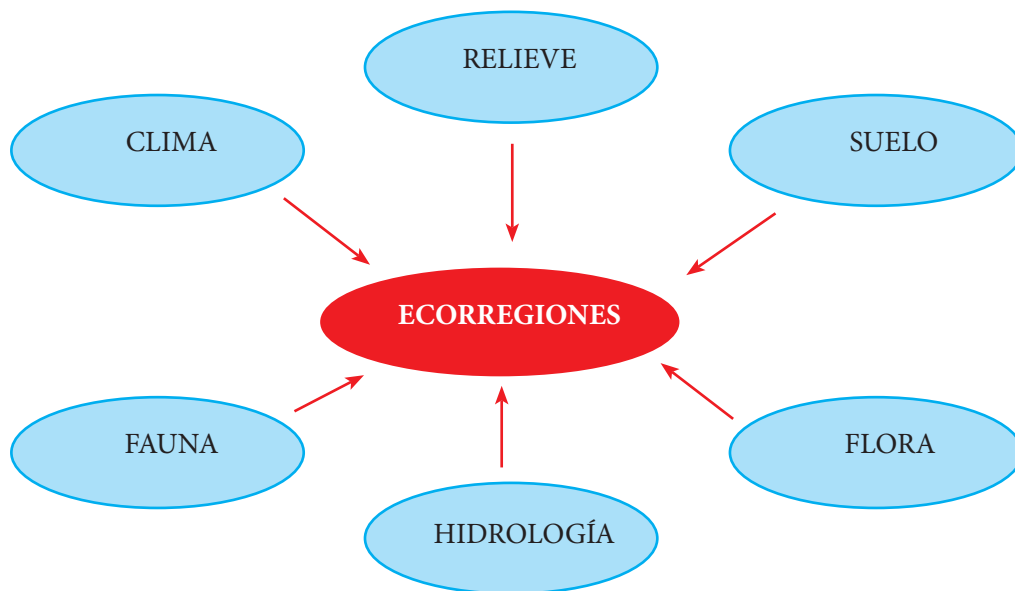 RELIEVE
CLIMA
SUELO
ECORREGIONES
FAUNA
FLORA
HIDROLOGÍA